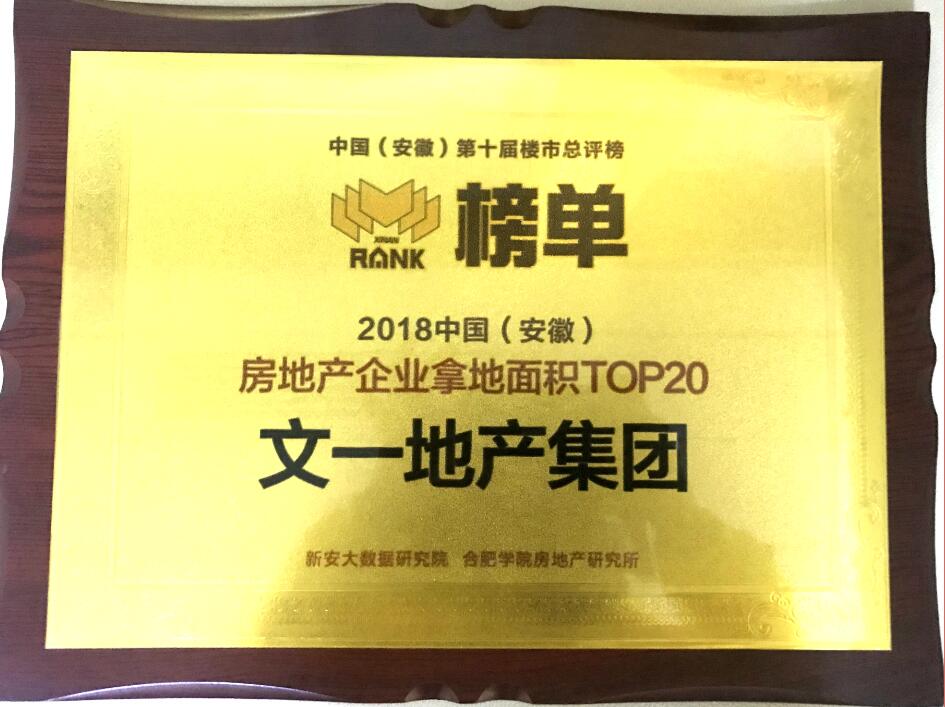 中国（安徽）第十届楼市总评榜
XINAN
RANK
榜单
2018中国（安徽）
房地产企业拿地面积TOP20
文一地产集团
新安大数据研究院 合肥学院房地产研究所